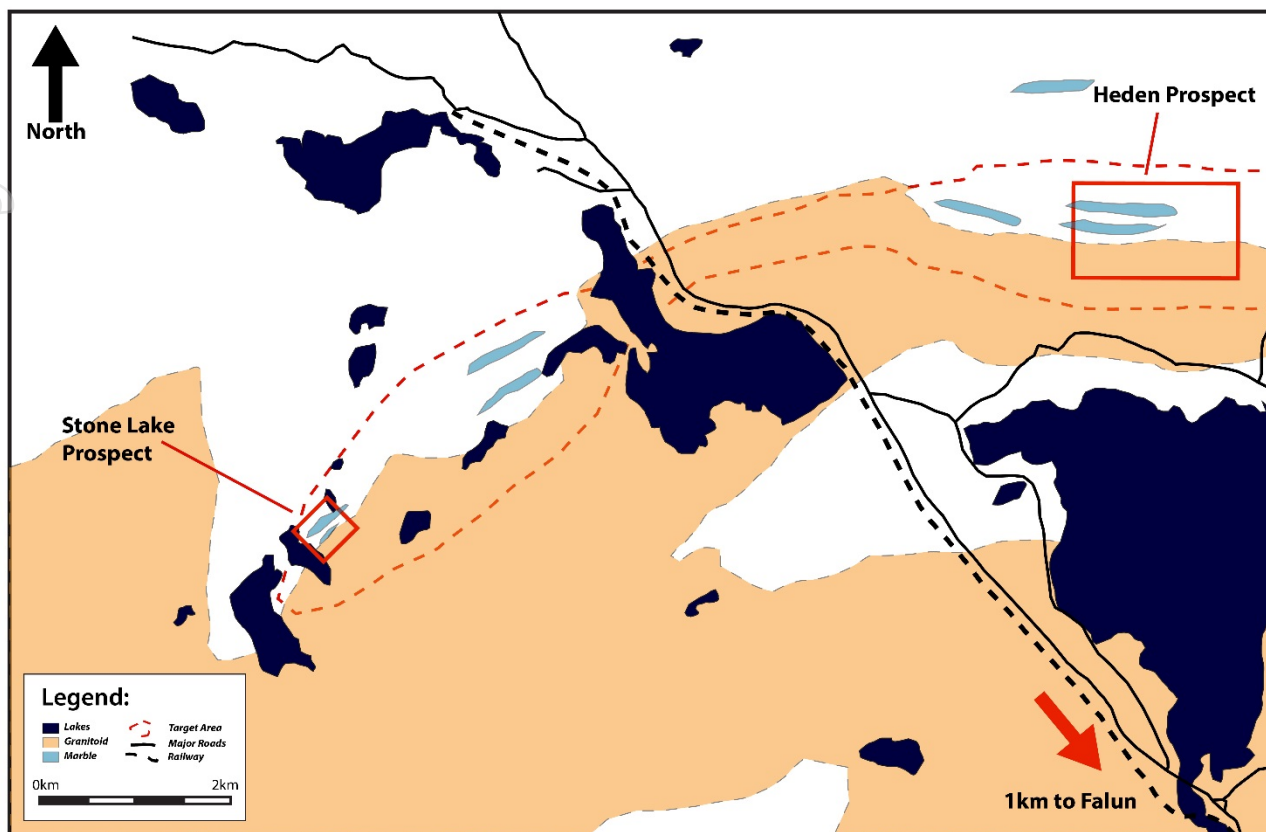 North
Heden Prospect
Stone Lake
Prospect
Legend:
Lakes
Target Area
Granitoid
Major Roads
Marble
Railway
0km
2km
1km to Falun